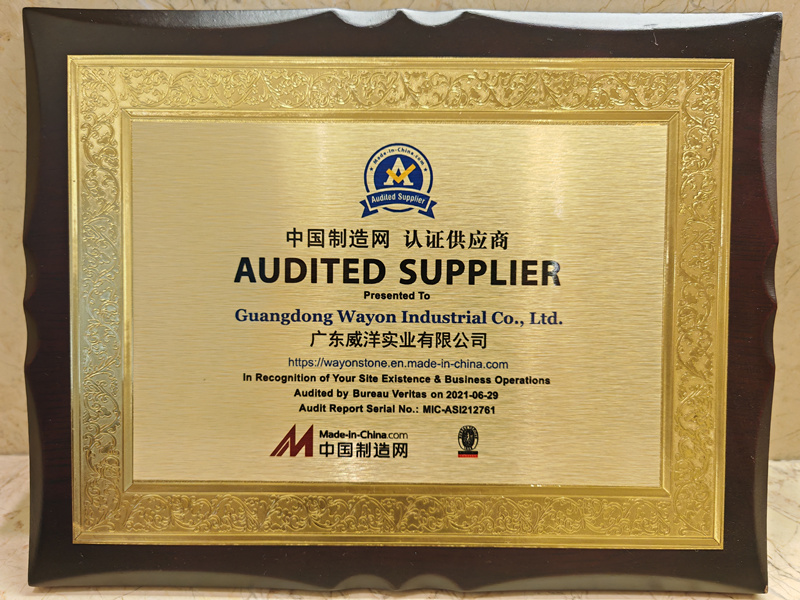 Made-in-China.com
Audited Supplier
中国制造网 认证供应商
AUDITED SUPPLIER
Presented To
Guangdong Wayon Industrial Co., Ltd.
广东威洋实业有限公司
https://wayonstone.en.made-in-china.com
In Recognition of Your Site Existence & Business Operations
Audited by Bureau Veritas on 2021-06-29
Audit Report Serial No.: MIC-ASI212761
Made-in-China.com
中国制造网